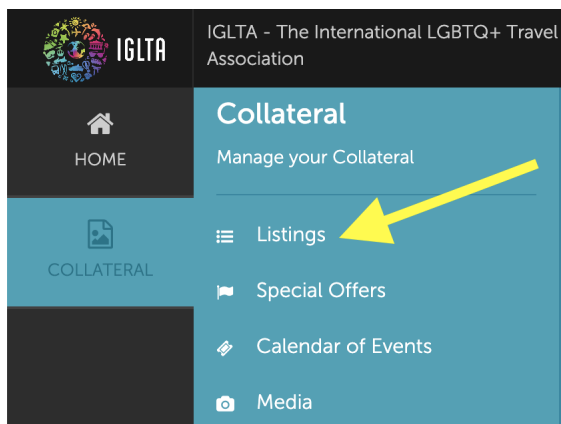 IGLTA
IGLTA - The International LGBTQ+ Travel
Association
HOME
COLLATERAL
Collateral
Manage your Collateral
Listings
Special Offers
Calendar of Events
Media